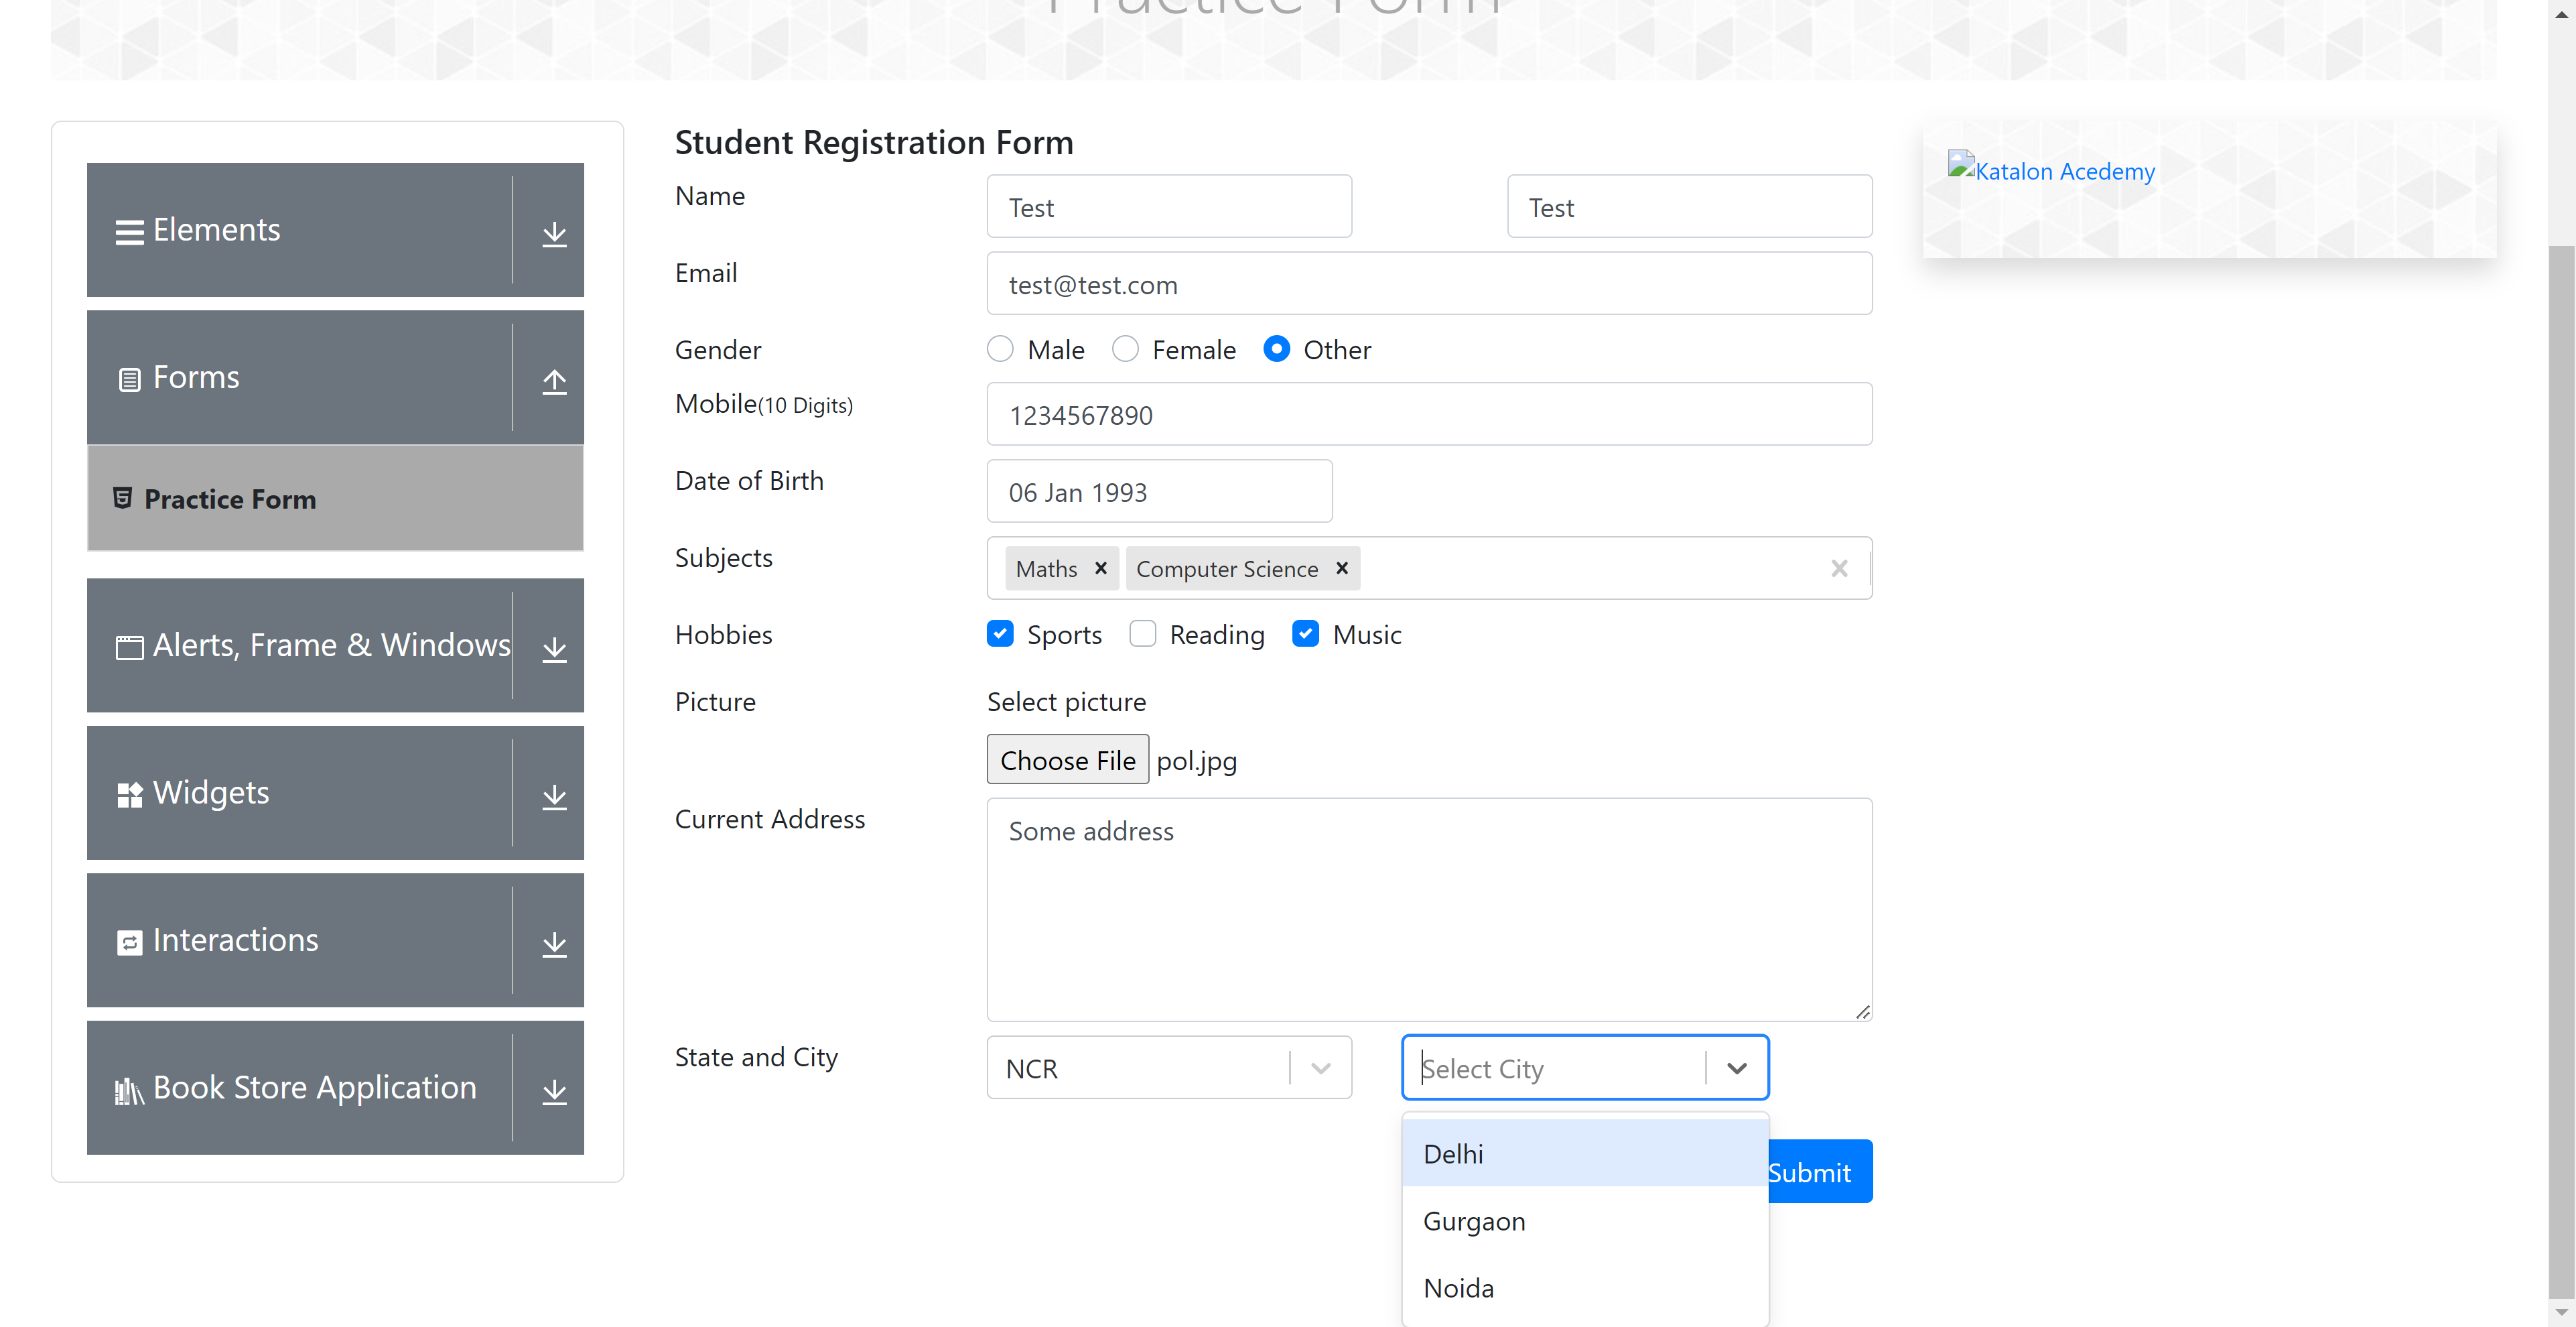 Practice Form
Elements
Forms
Practice Form
Alerts, Frame & Windows
Widgets
Interactions
Book Store Application
Student Registration Form
Name
Test
Test
Email
test@test.com
Gender
Male
Female
Other
Mobile(10 Digits)
1234567890
Date of Birth
06 Jan 1993
Subjects
Maths
Computer Science
Hobbies
Sports
Reading
Music
Picture
Select picture
Choose File pol.jpg
Current Address
Some address
State and City
NCR
Select City
Delhi
Gurgaon
Noida
Submit
Katalon Acedemy